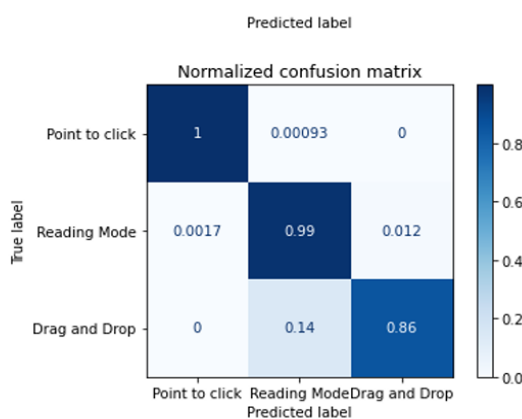 Predicted label
Normalized confusion matrix
Point to click 1 0.00093 0
Reading Mode 0.0017 0.99 0.012
Drag and Drop 0 0.14 0.86
True label
Point to click Reading Mode Drag and Drop
Predicted label
0.8
0.6
0.4
0.2
0.0